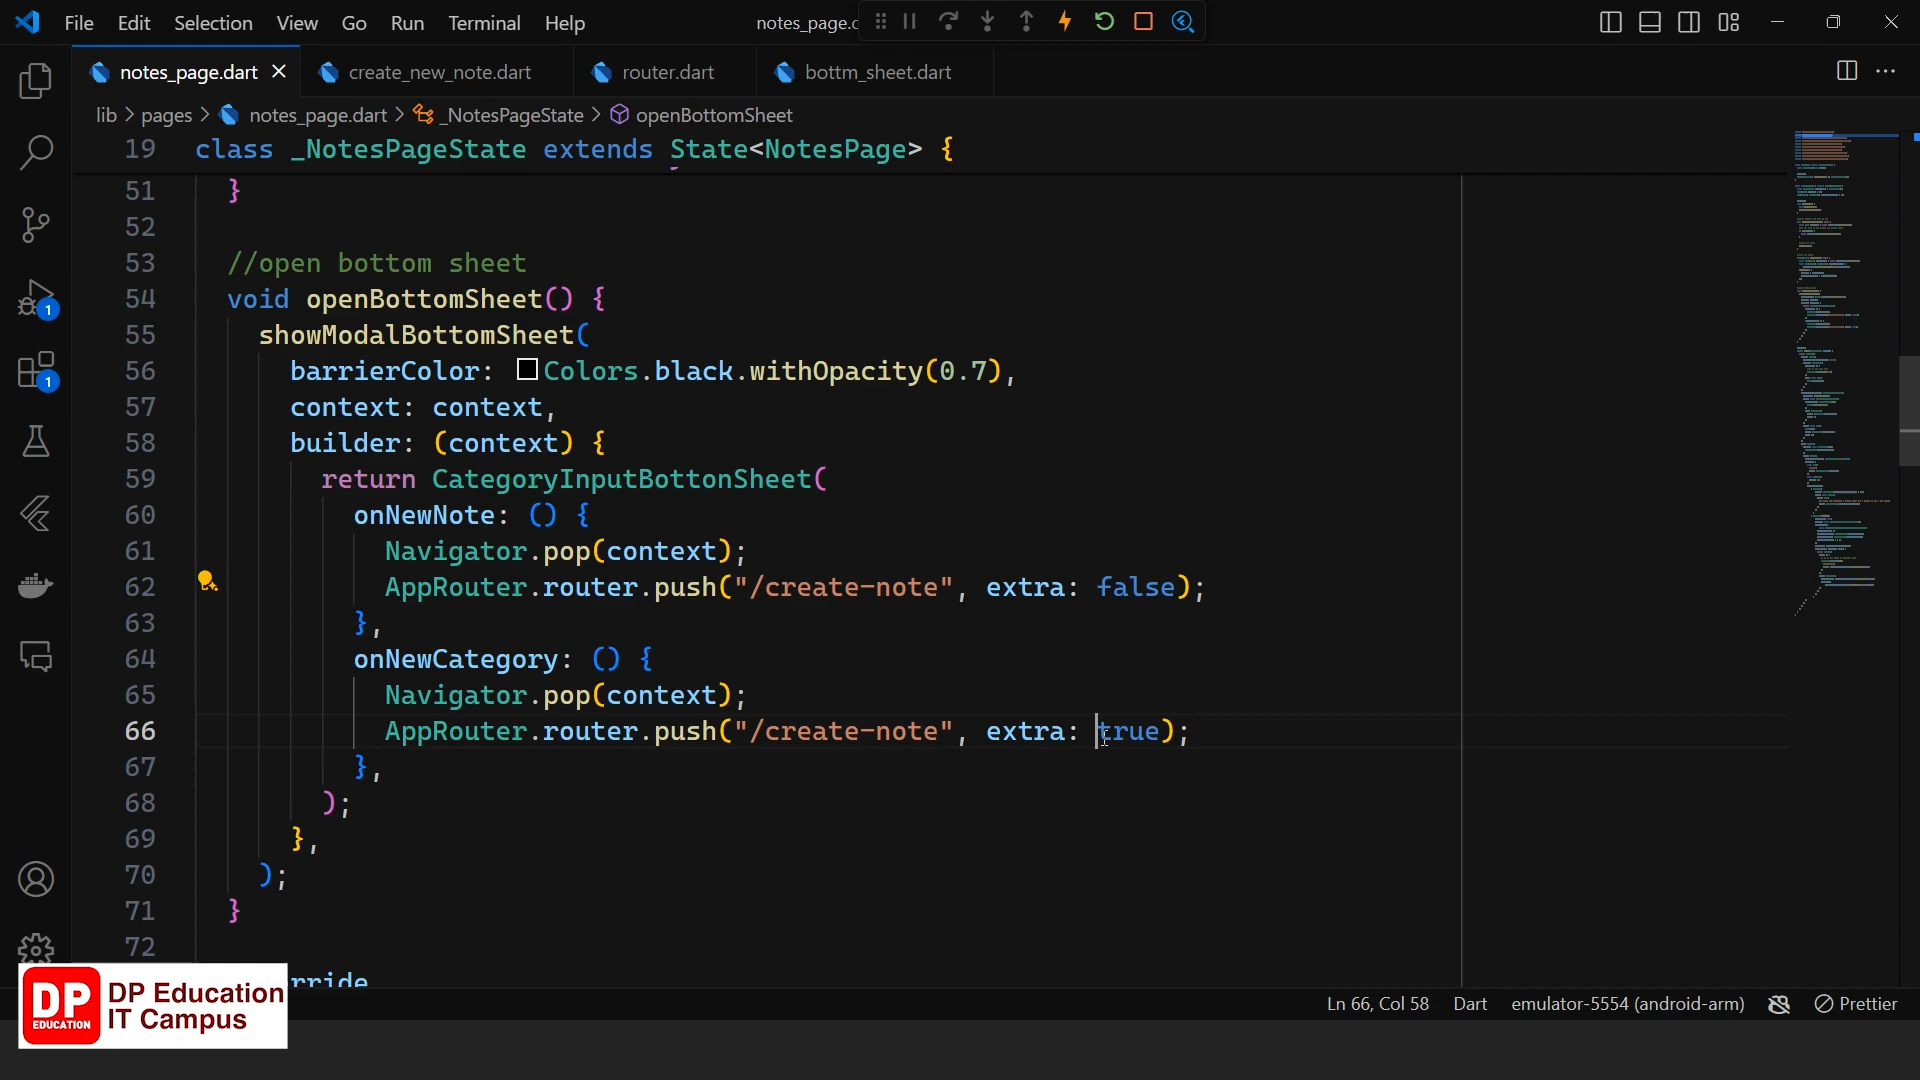 File Edit Selection View Go Run Terminal Help notes_page.d
notes_page.dart create_new_note.dart router.dart bottm_sheet.dart
lib > pages > notes_page.dart > _NotesPageState > openBottomSheet
19 class _NotesPageState extends State<NotesPage> {
51 }
52
53 //open bottom sheet
54 void openBottomSheet() {
55 showModalBottomSheet(
56 barrierColor: Colors.black.withOpacity(0.7),
57 context: context,
58 builder: (context) {
59 return CategoryInputBottonSheet(
60 onNewNote: () {
61 Navigator.pop(context);
62 AppRouter.router.push("/create-note", extra: false);
63 },
64 onNewCategory: () {
65 Navigator.pop(context);
66 AppRouter.router.push("/create-note", extra: true);
67 },
68 );
69 },
70 );
71 }
72
rride
1
1
Ln 66, Col 58 Dart emulator-5554 (android-arm) Prettier
DP EDUCATION
DP Education
IT Campus